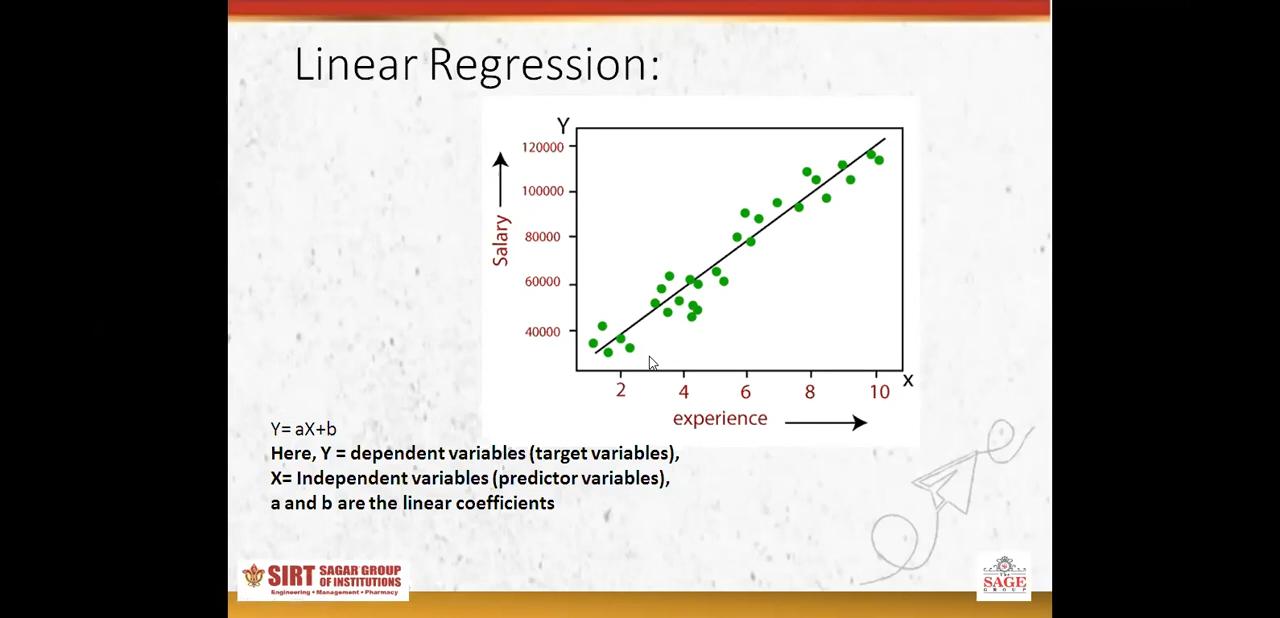 Linear Regression:
Y
120000
100000
80000
60000
40000
Salary
2 4 6 8 10 X
experience
Y= aX+b
Here, Y = dependent variables (target variables),
X= Independent variables (predictor variables),
a and b are the linear coefficients
SIRT SAGAR GROUP
OF INSTITUTIONS
Engineering • Management • Pharmacy
The
SAGE
GROUP